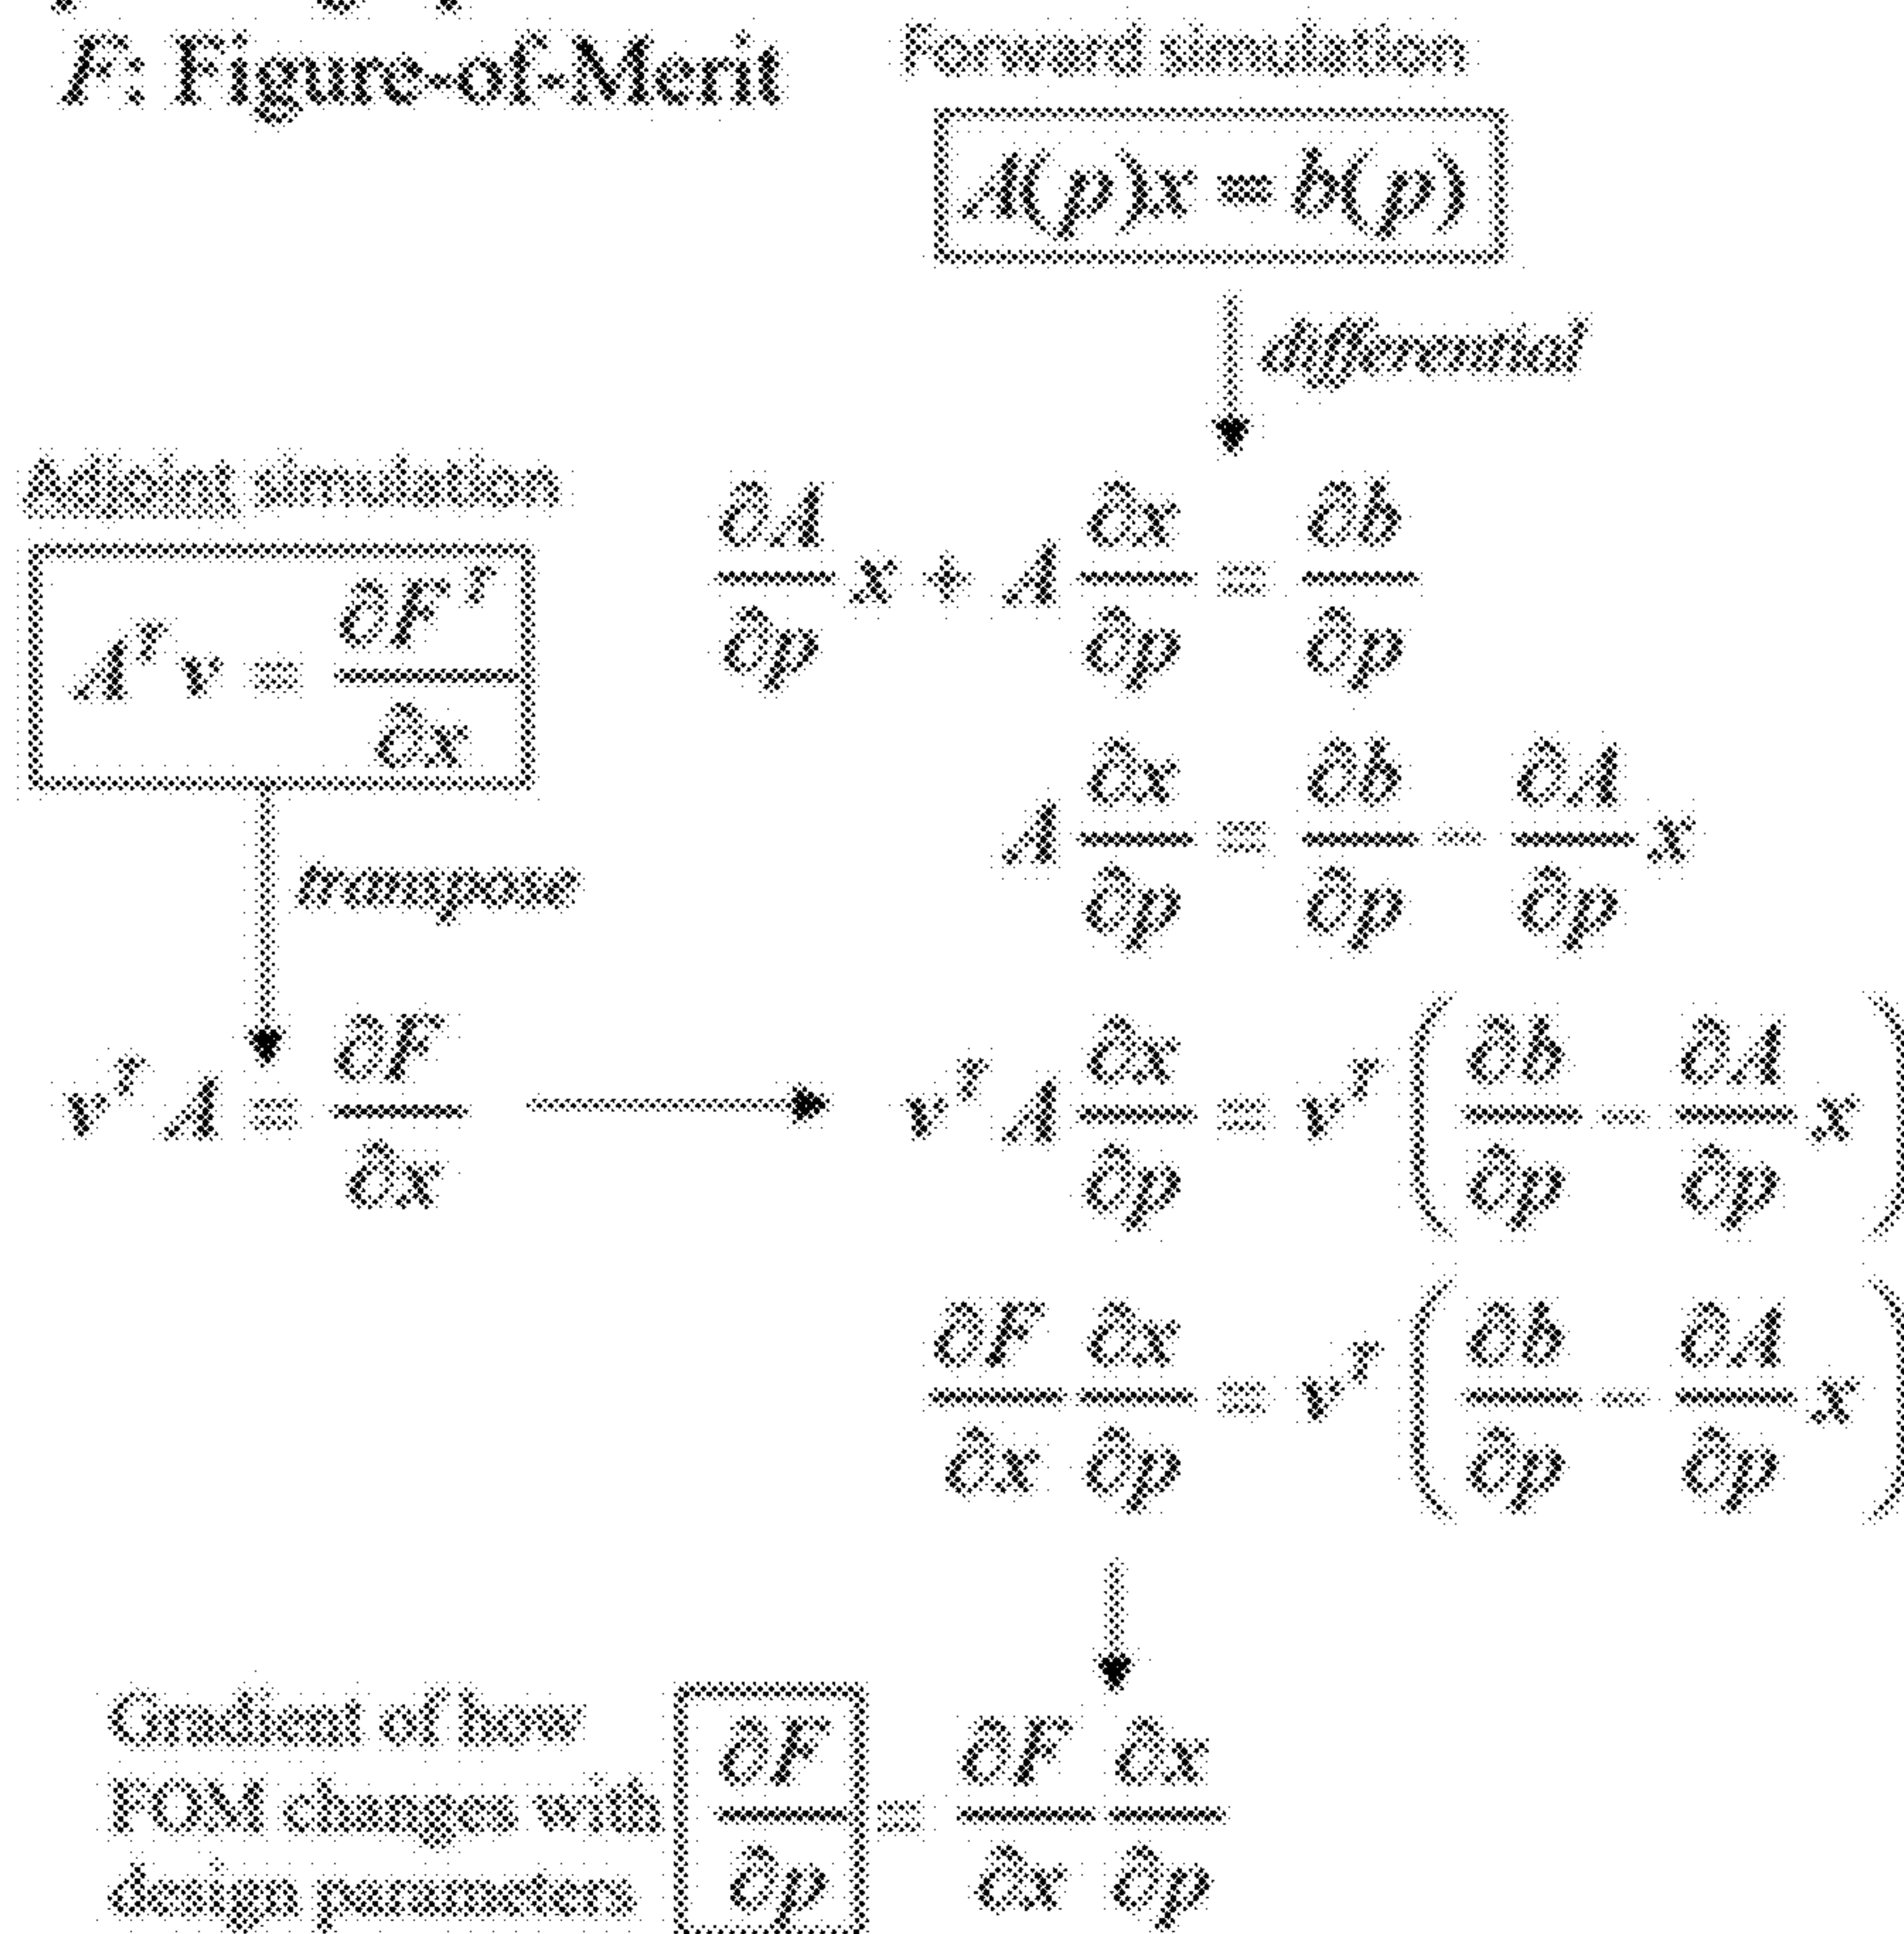 F: Figure-of-Merit
Forward simulation
A(p)x = b(p)
differential
∂A/∂p x + A ∂x/∂p = ∂b/∂p
A ∂x/∂p = ∂b/∂p − ∂A/∂p x
Adjoint simulation
A^T v = ∂F^T/∂x
transpose
v^T A = ∂F/∂x
v^T A ∂x/∂p = v^T (∂b/∂p − ∂A/∂p x)
∂F/∂x ∂x/∂p = v^T (∂b/∂p − ∂A/∂p x)
Gradient of how
FOM changes with
design parameters
∂F/∂p = ∂F/∂x ∂x/∂p